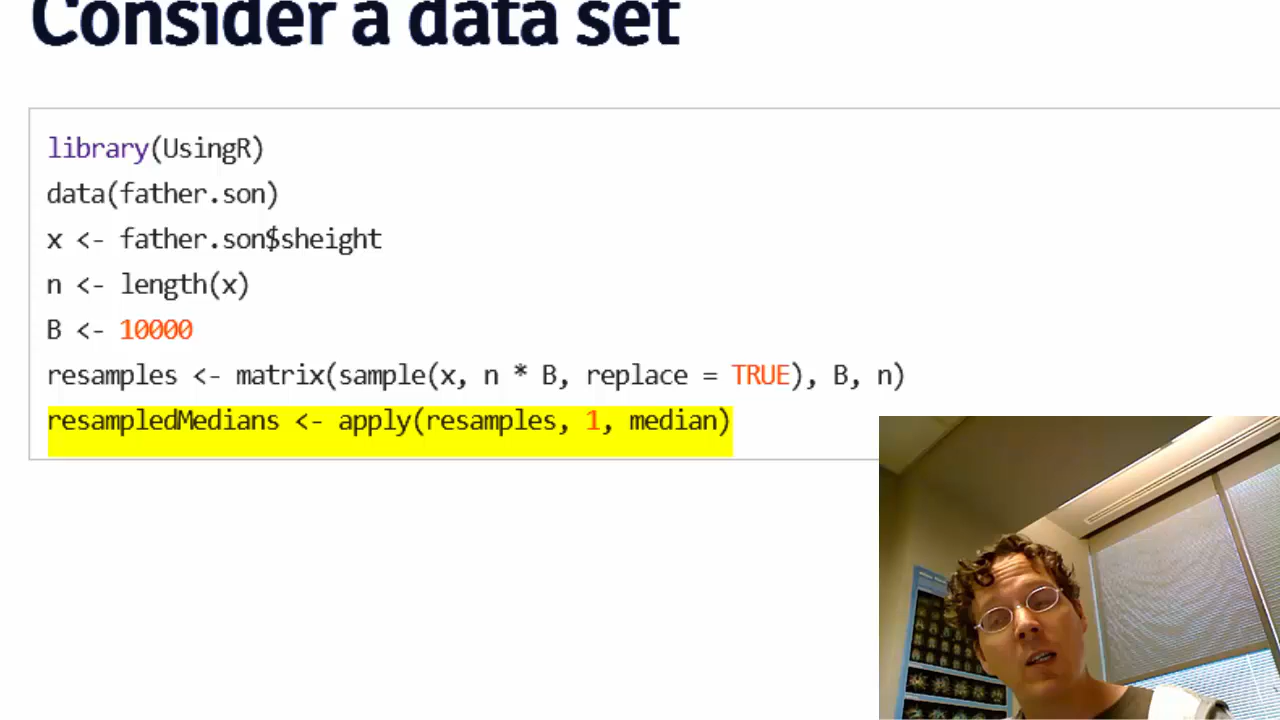 Consider a data set
library(UsingR)
data(father.son)
x <- father.son$sheight
n <- length(x)
B <- 10000
resamples <- matrix(sample(x, n * B, replace = TRUE), B, n)
resampledMedians <- apply(resamples, 1, median)